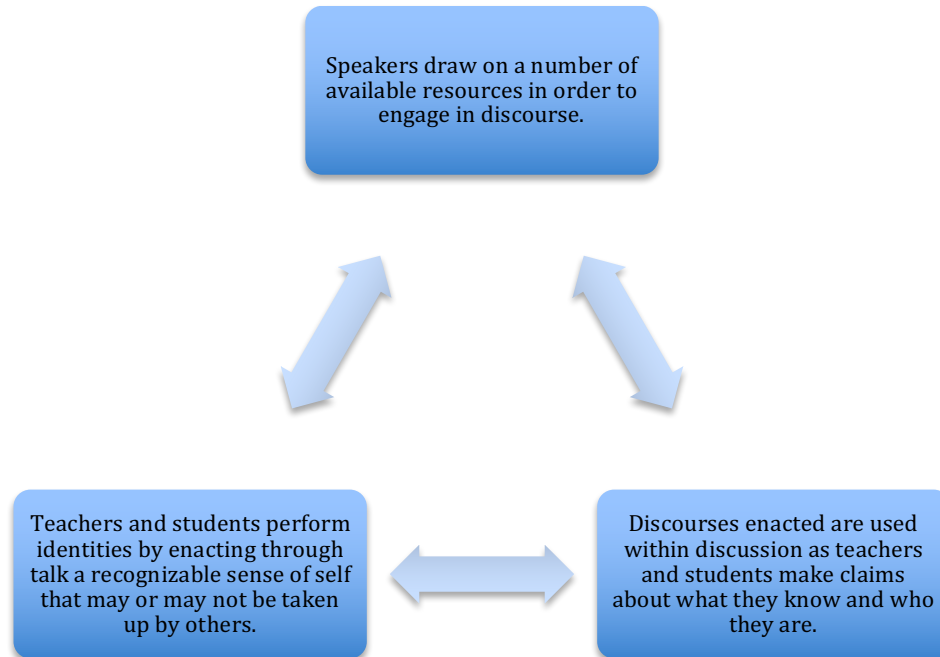 Speakers draw on a number of
available resources in order to
engage in discourse.
Teachers and students perform
identities by enacting through
talk a recognizable sense of self
that may or may not be taken
up by others.
Discourses enacted are used
within discussion as teachers
and students make claims
about what they know and who
they are.